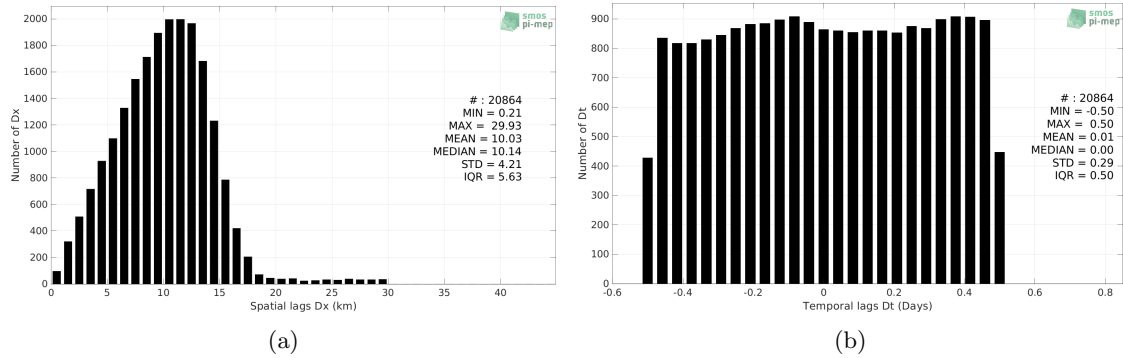 2000
1800
1600
1400
1200
1000
800
600
400
200
0
Number of Dx
smos
pi-mep
# : 20864
MIN = 0.21
MAX = 29.93
MEAN = 10.03
MEDIAN = 10.14
STD = 4.21
IQR = 5.63
0 5 10 15 20 25 30 35 40
Spatial lags Dx (km)
(a)
900
800
700
600
500
400
300
200
100
0
Number of Dt
smos
pi-mep
# : 20864
MIN = -0.50
MAX = 0.50
MEAN = 0.01
MEDIAN = 0.00
STD = 0.29
IQR = 0.50
-0.6 -0.4 -0.2 0 0.2 0.4 0.6 0.8
Temporal lags Dt (Days)
(b)